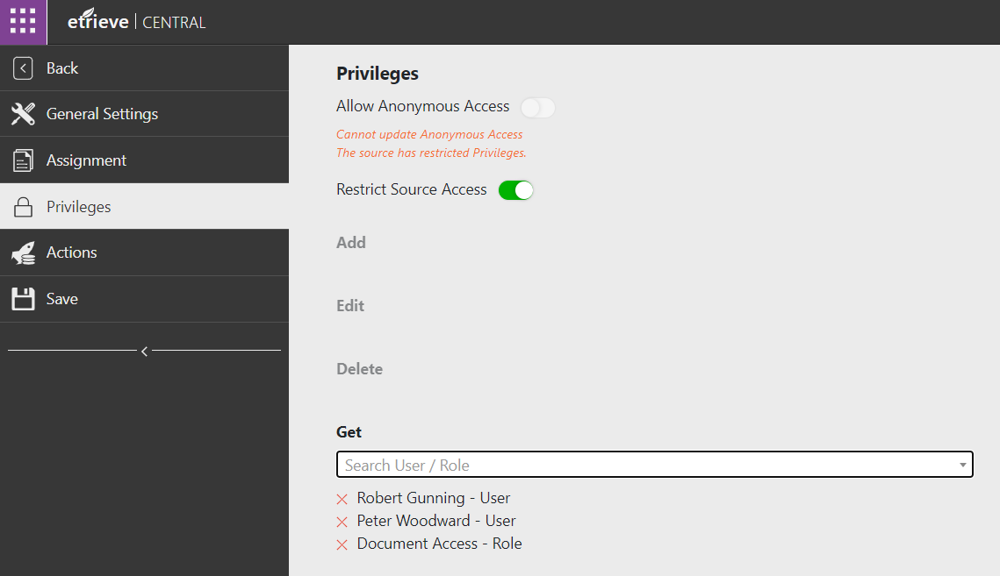 etrieve | CENTRAL
Back
General Settings
Assignment
Privileges
Actions
Save
Privileges
Allow Anonymous Access
Cannot update Anonymous Access
The source has restricted Privileges.
Restrict Source Access
Add
Edit
Delete
Get
Search User / Role
Robert Gunning - User
Peter Woodward - User
Document Access - Role